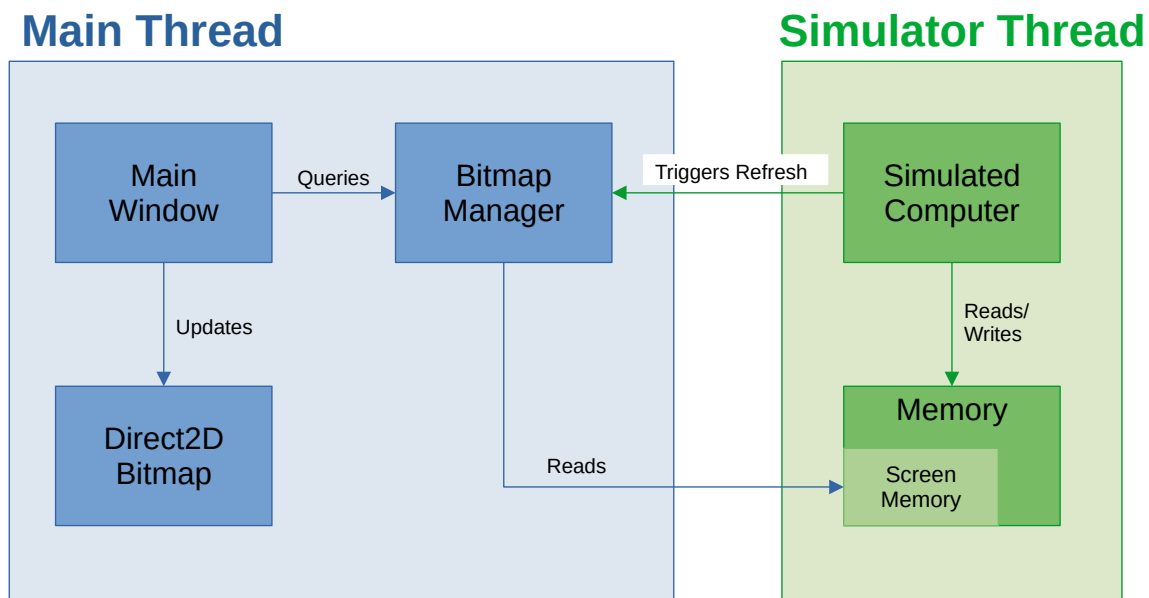 Main Thread
Simulator Thread
Main
Window
Queries
Bitmap
Manager
Triggers Refresh
Simulated
Computer
Updates
Reads/
Writes
Direct2D
Bitmap
Reads
Memory
Screen
Memory